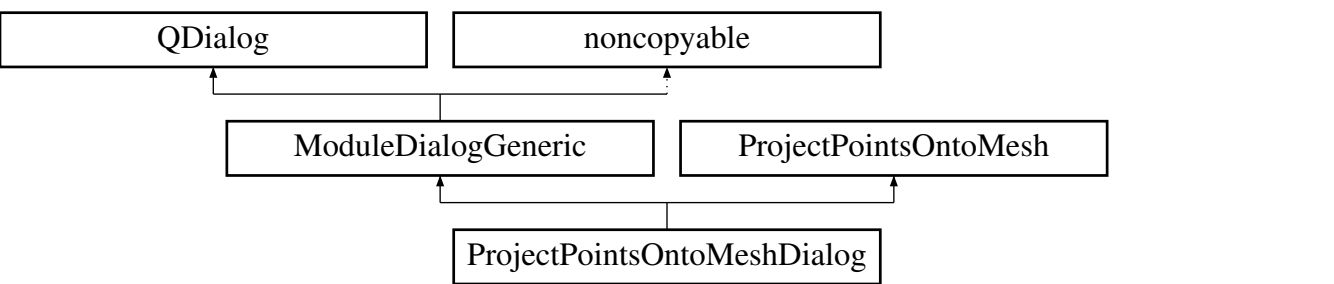 QDialog
noncopyable
ModuleDialogGeneric
ProjectPointsOntoMesh
ProjectPointsOntoMeshDialog